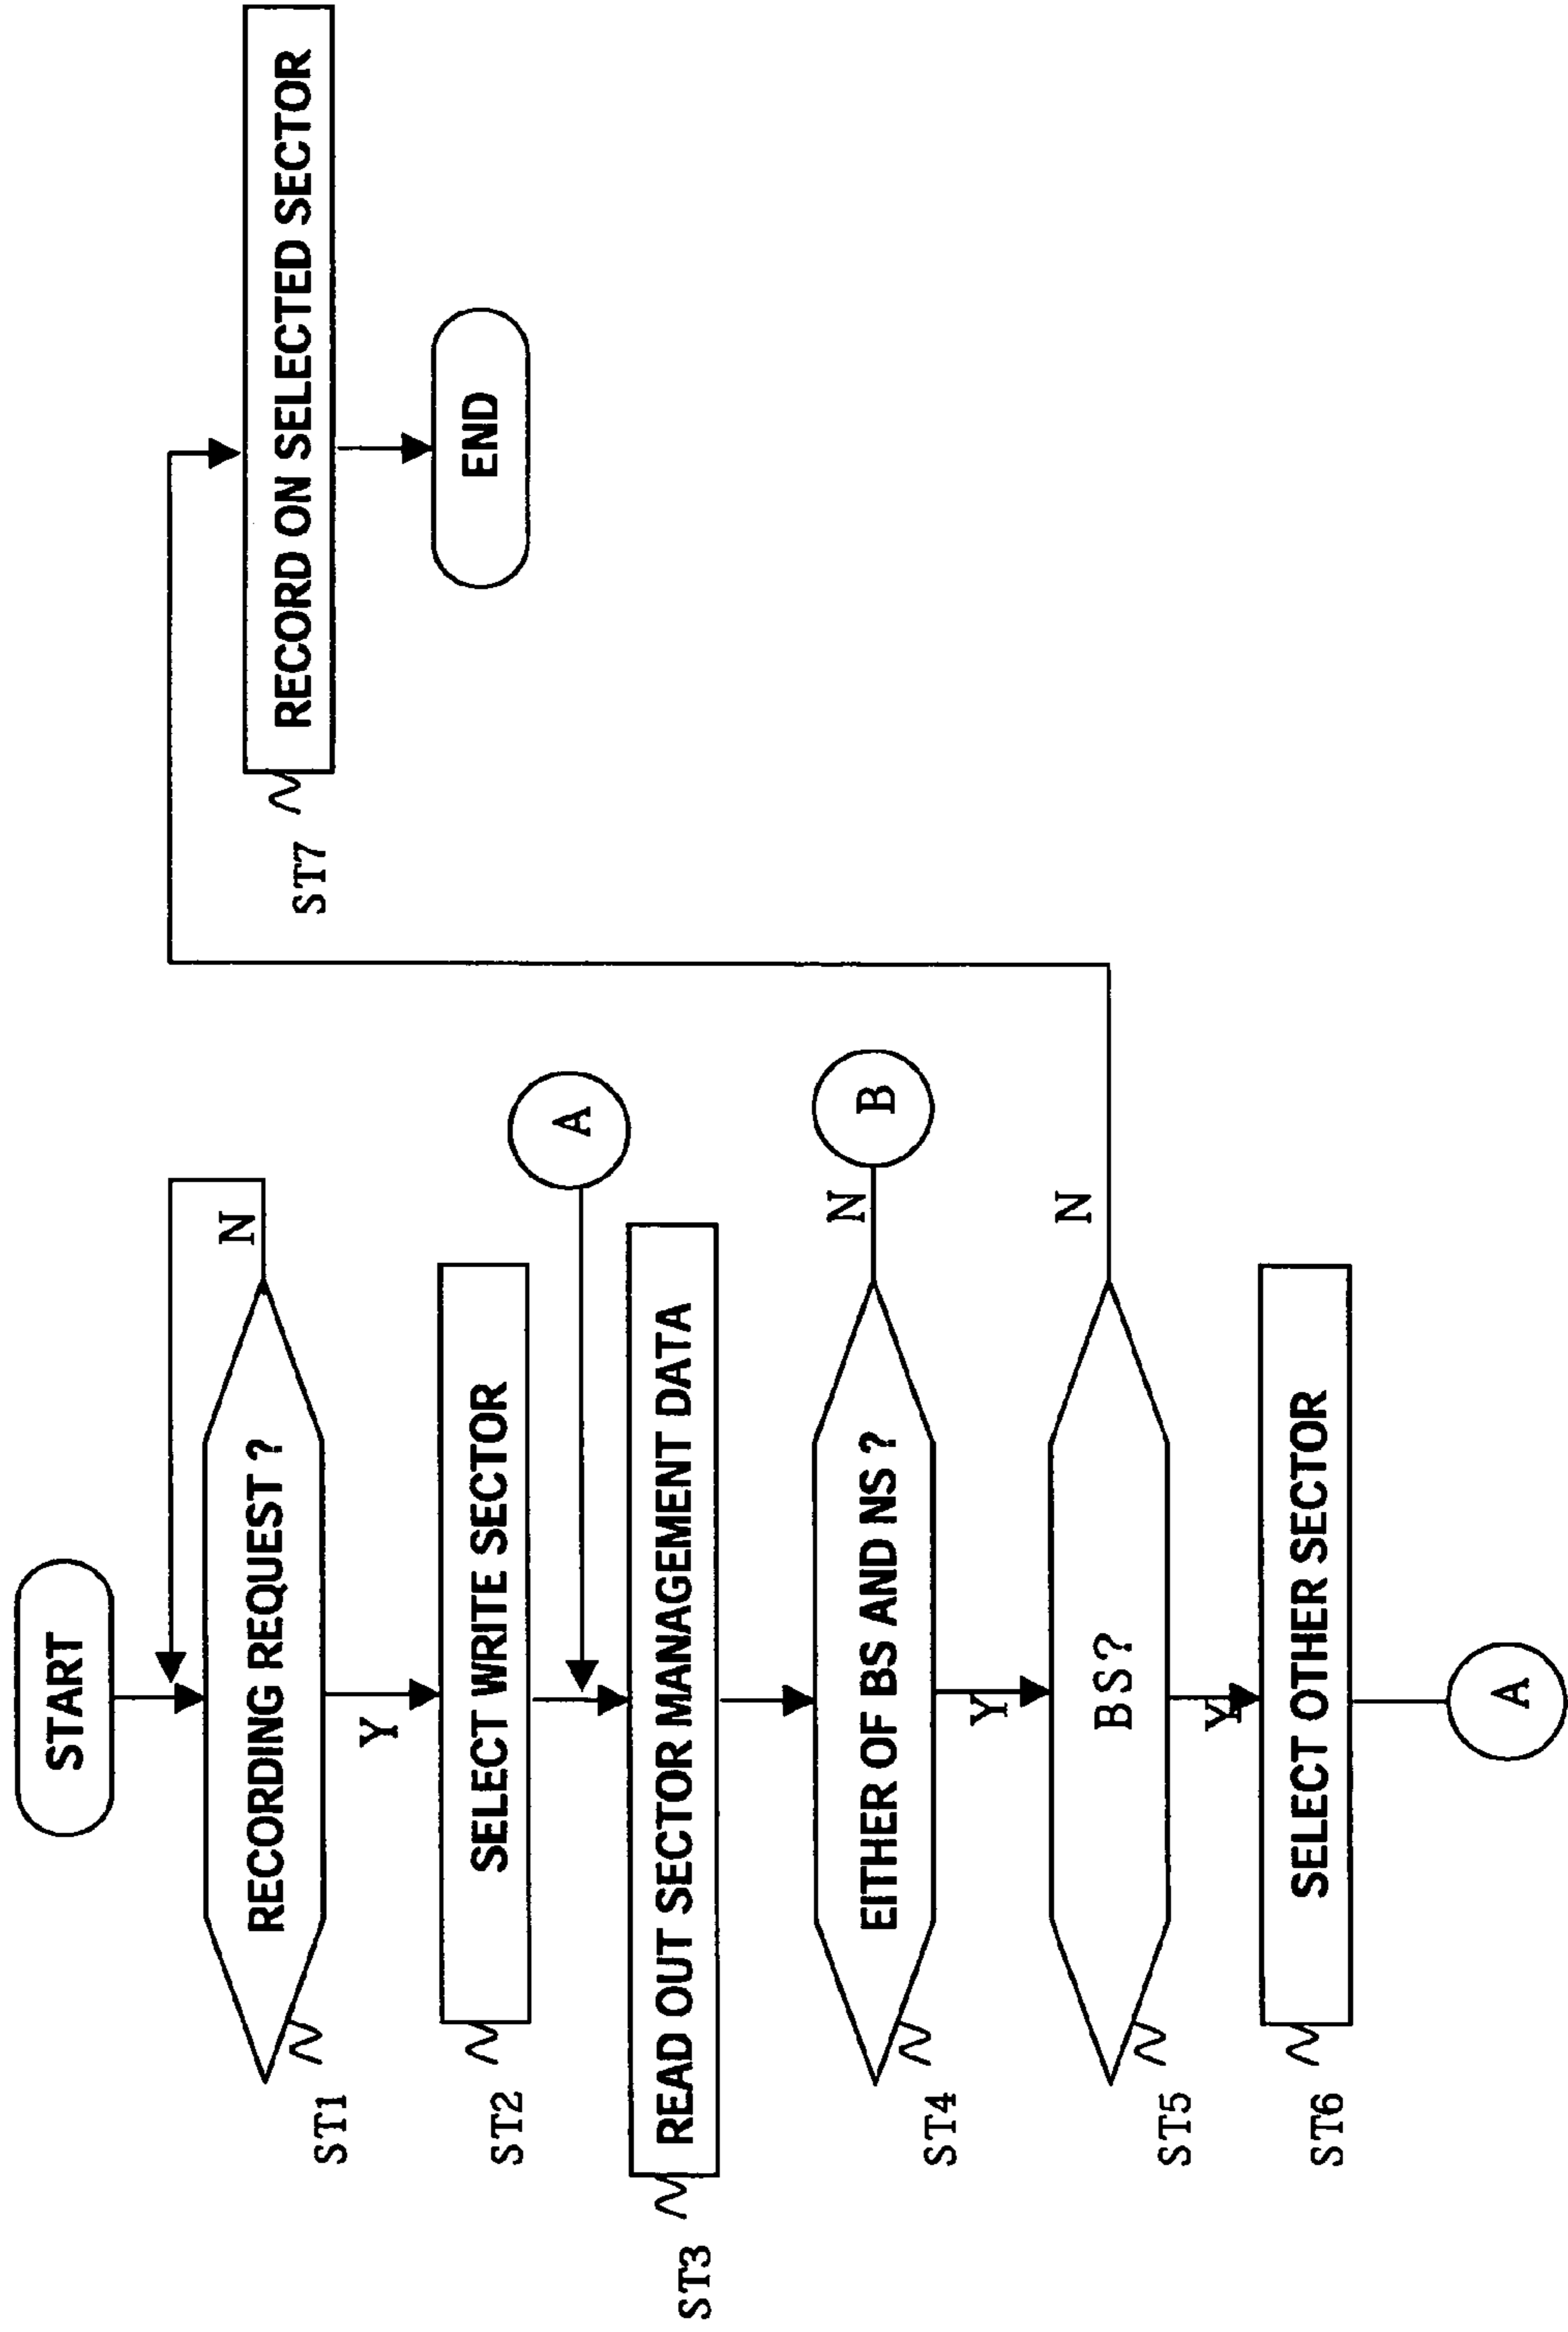 START
RECORDING REQUEST ?
N
ST1
Y
SELECT WRITE SECTOR
ST2
A
READ OUT SECTOR MANAGEMENT DATA
ST3
EITHER OF BS AND NS ?
N
B
ST4
Y
BS?
N
ST5
Y
SELECT OTHER SECTOR
ST6
A
RECORD ON SELECTED SECTOR
ST7
END